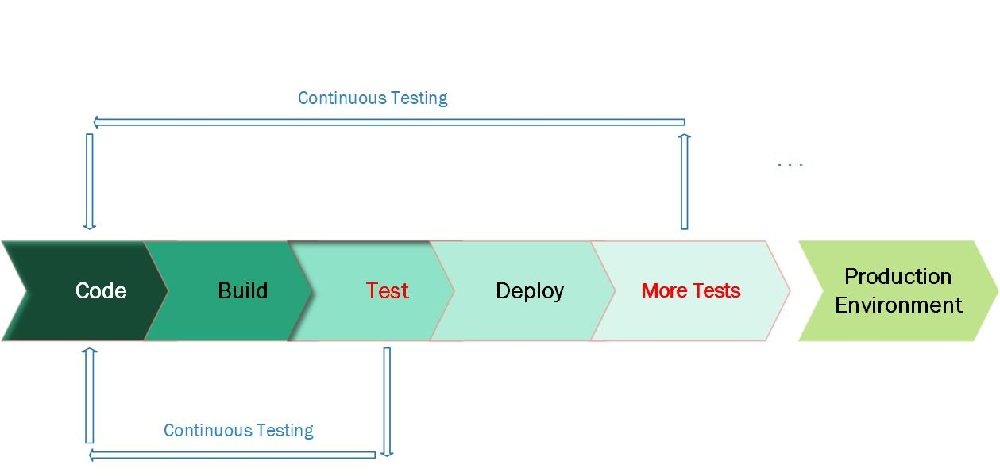 Continuous Testing
. . .
Code
Build
Test
Deploy
More Tests
Production
Environment
Continuous Testing